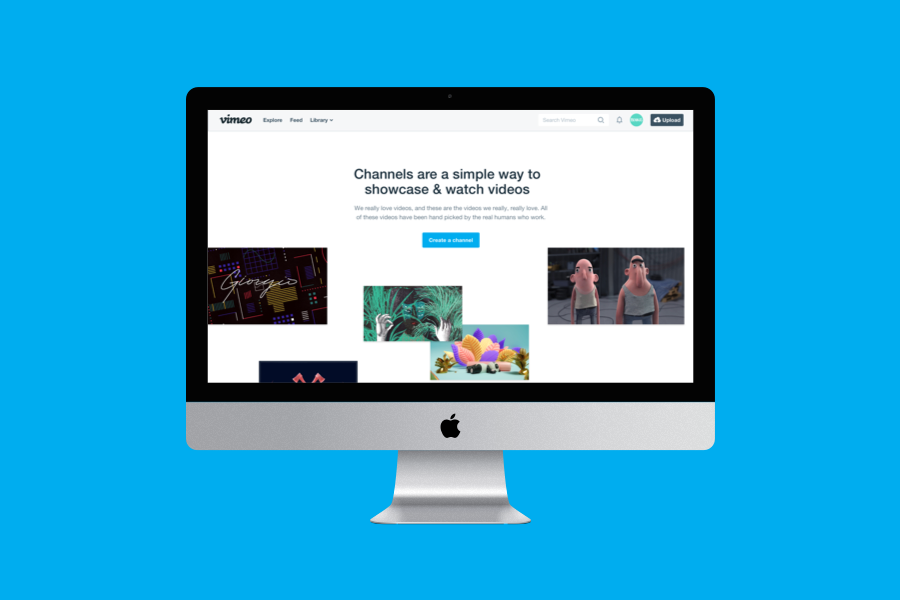 vimeo Explore Feed Library Search Vimeo Upload
Channels are a simple way to
showcase & watch videos
We really love videos, and these are the videos we really, really love. All
of these videos have been hand picked by the real humans who work.
Create a channel
Giorgio